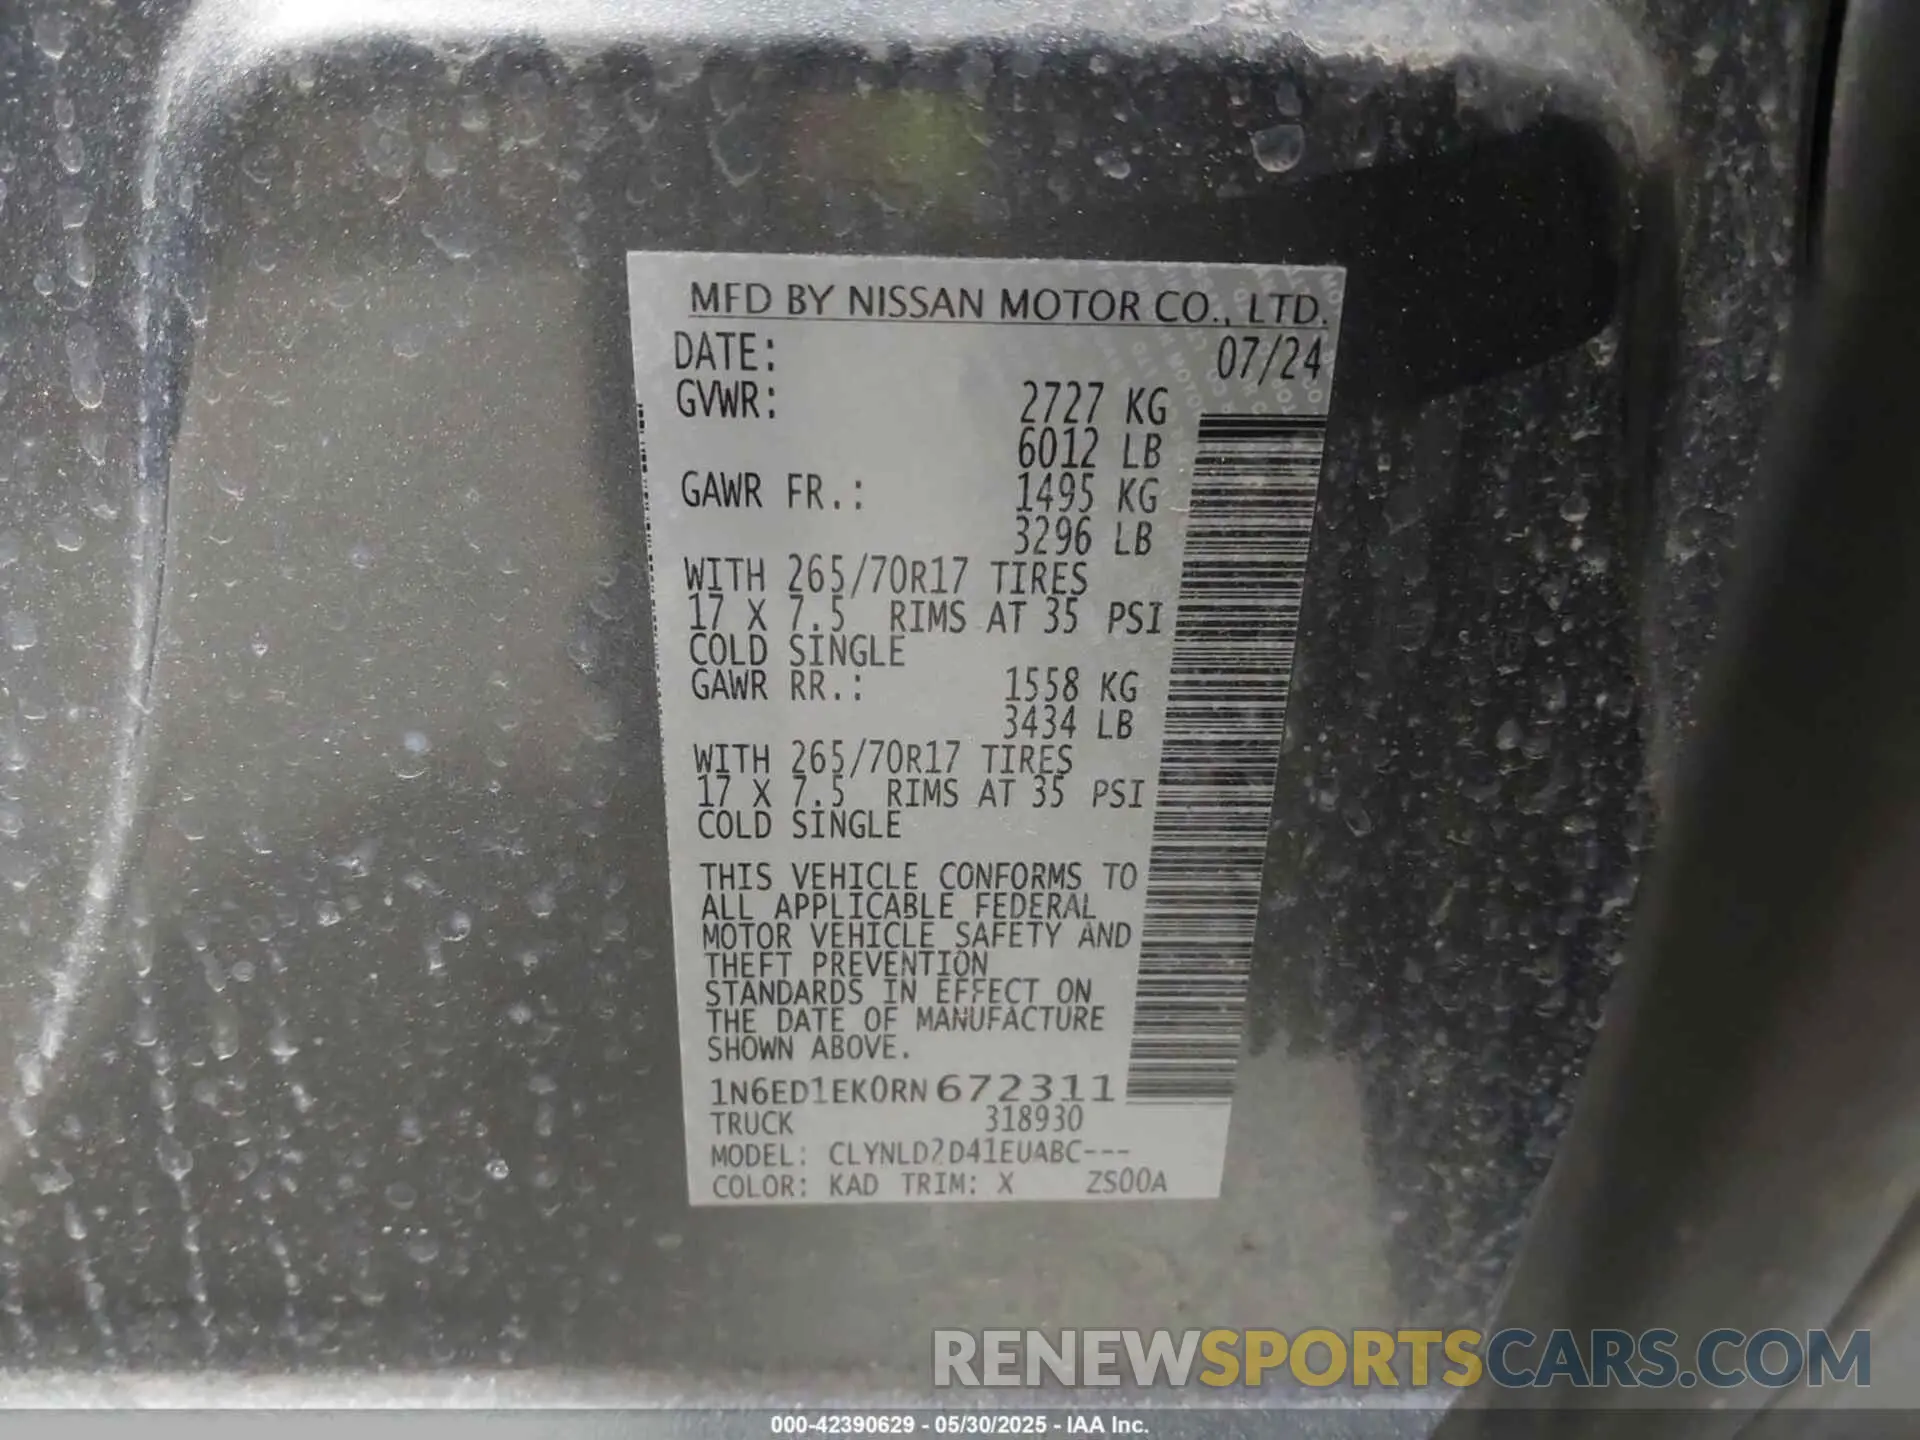 MFD BY NISSAN MOTOR CO., LTD.
DATE: 07/24
GVWR: 2727 KG
6012 LB
GAWR FR.: 1495 KG
3296 LB
WITH 265/70R17 TIRES
17 X 7.5 RIMS AT 35 PSI
COLD SINGLE
GAWR RR.: 1558 KG
3434 LB
WITH 265/70R17 TIRES
17 X 7.5 RIMS AT 35 PSI
COLD SINGLE
THIS VEHICLE CONFORMS TO
ALL APPLICABLE FEDERAL
MOTOR VEHICLE SAFETY AND
THEFT PREVENTION
STANDARDS IN EFFECT ON
THE DATE OF MANUFACTURE
SHOWN ABOVE.
1N6ED1EK0RN672311
TRUCK 318930
MODEL: CLYNLD2D41EUABC---
COLOR: KAD TRIM: X ZS00A
RENEWSPORTSCARS.COM
000-42390629 - 05/30/2025 - IAA Inc.